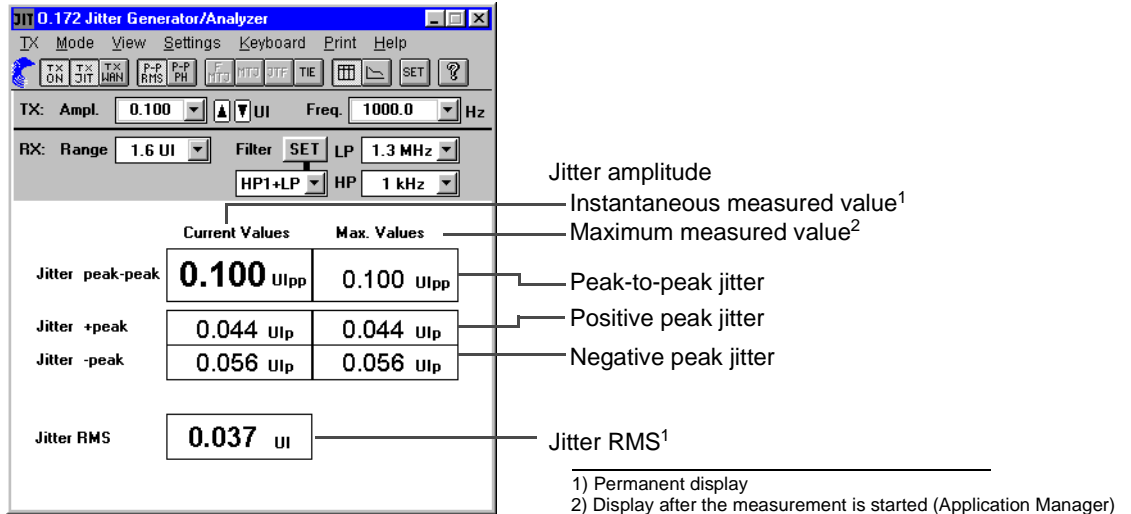 JIT O.172 Jitter Generator/Analyzer
TX Mode View Settings Keyboard Print Help
TX ON TX JIT TX WAN P-P RMS P-P PH F MTJ MTJ JTF TIE SET ?
TX: Ampl. 0.100 UI Freq. 1000.0 Hz
RX: Range 1.6 UI Filter SET LP 1.3 MHz
HP1+LP HP 1 kHz
Jitter amplitude
Instantaneous measured value1
Current Values Max. Values Maximum measured value2
Jitter peak-peak 0.100 UIpp 0.100 UIpp Peak-to-peak jitter
Jitter +peak 0.044 UIp 0.044 UIp Positive peak jitter
Jitter -peak 0.056 UIp 0.056 UIp Negative peak jitter
Jitter RMS 0.037 UI Jitter RMS1
1) Permanent display
2) Display after the measurement is started (Application Manager)